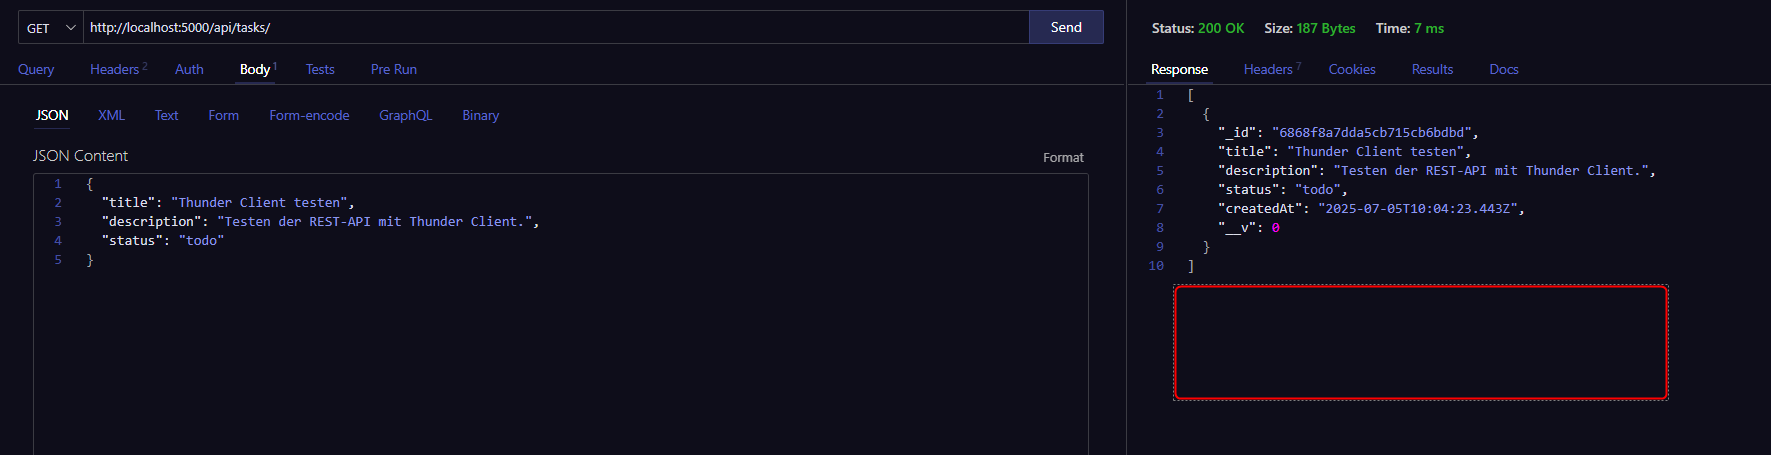 GET http://localhost:5000/api/tasks/ Send
Query Headers 2 Auth Body 1 Tests Pre Run
JSON XML Text Form Form-encode GraphQL Binary
JSON Content Format
1 {
2 "title": "Thunder Client testen",
3 "description": "Testen der REST-API mit Thunder Client.",
4 "status": "todo"
5 }
Status: 200 OK Size: 187 Bytes Time: 7 ms
Response Headers 7 Cookies Results Docs
1 [
2 {
3 "_id": "6868f8a7dda5cb715cb6bdbd",
4 "title": "Thunder Client testen",
5 "description": "Testen der REST-API mit Thunder Client.",
6 "status": "todo",
7 "createdAt": "2025-07-05T10:04:23.443Z",
8 "__v": 0
9 }
10 ]